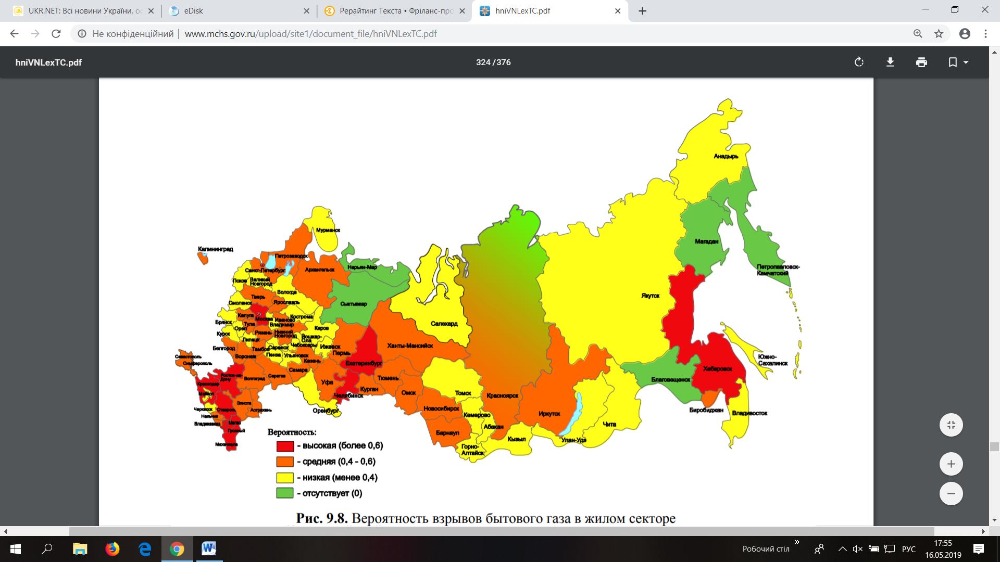 UKR.NET: Всі новини України, ос
eDisk
Рерайтинг Текста • Фріланс-про
hniVNLexTC.pdf
Не конфіденційний
www.mchs.gov.ru/upload/site1/document_file/hniVNLexTC.pdf
hniVNLexTC.pdf
324 / 376
Анадырь
Мурманск
Калининград
Магадан
Петрозаводск
Нарьян-Мар
Архангельск
Санкт-Петербург
Петропавловск-
Камчатский
Псков
Великий
Новгород
Вологда
Якутск
Тверь
Смоленск
Ярославль
Сыктывкар
Калуга
Москва
Иваново
Кострома
Брянск
Тула
Владимир
Салехард
Орел
Киров
Курск
Рязань
Нижний
Новгород
Йошкар-
Ола
Липецк
Чебоксары
Белгород
Тамбов
Саранск
Ижевск
Ханты-Мансийск
Воронеж
Пенза
Ульяновск
Пермь
Севастополь
Симферополь
Казань
Екатеринбург
Южно-
Сахалинск
Самара
Хабаровск
Ростов-на-
Дону
Волгоград
Саратов
Тюмень
Благовещенск
Краснодар
Уфа
Курган
Майкоп
Челябинск
Омск
Томск
Красноярск
Элиста
Черкесск
Ставрополь
Астрахань
Оренбург
Новосибирск
Кемерово
Иркутск
Биробиджан
Владивосток
Нальчик
Владикавказ
Магас
Абакан
Чита
Грозный
Барнаул
Кызыл
Улан-Удэ
Махачкала
Горно-
Алтайск
Вероятность:
- высокая (более 0,6)
- средняя (0,4 - 0,6)
- низкая (менее 0,4)
- отсутствует (0)
Рис. 9.8. Вероятность взрывов бытового газа в жилом секторе
Робочий стіл
РУС
17:55
16.05.2019